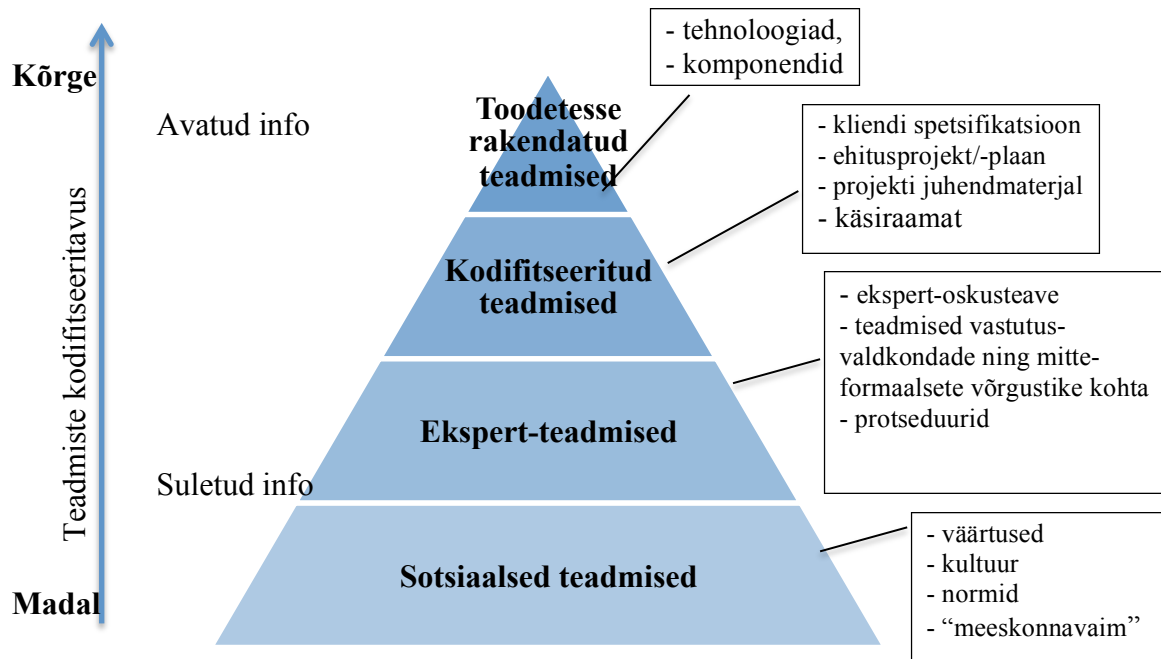 Kõrge
Teadmiste kodifitseeritavus
Madal
Avatud info
Suletud info
Toodetesse
rakendatud
teadmised
Kodifitseeritud
teadmised
Ekspert-teadmised
Sotsiaalsed teadmised
- tehnoloogiad,
- komponendid
- kliendi spetsifikatsioon
- ehitusprojekt/-plaan
- projekti juhendmaterjal
- käsiraamat
- ekspert-oskusteave
- teadmised vastutus-
valdkondade ning mitte-
formaalsete võrgustike kohta
- protseduurid
- väärtused
- kultuur
- normid
- “meeskonnavaim”